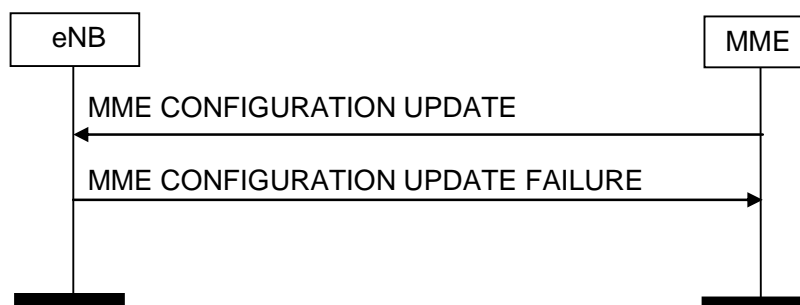 eNB
MME
MME CONFIGURATION UPDATE
MME CONFIGURATION UPDATE FAILURE